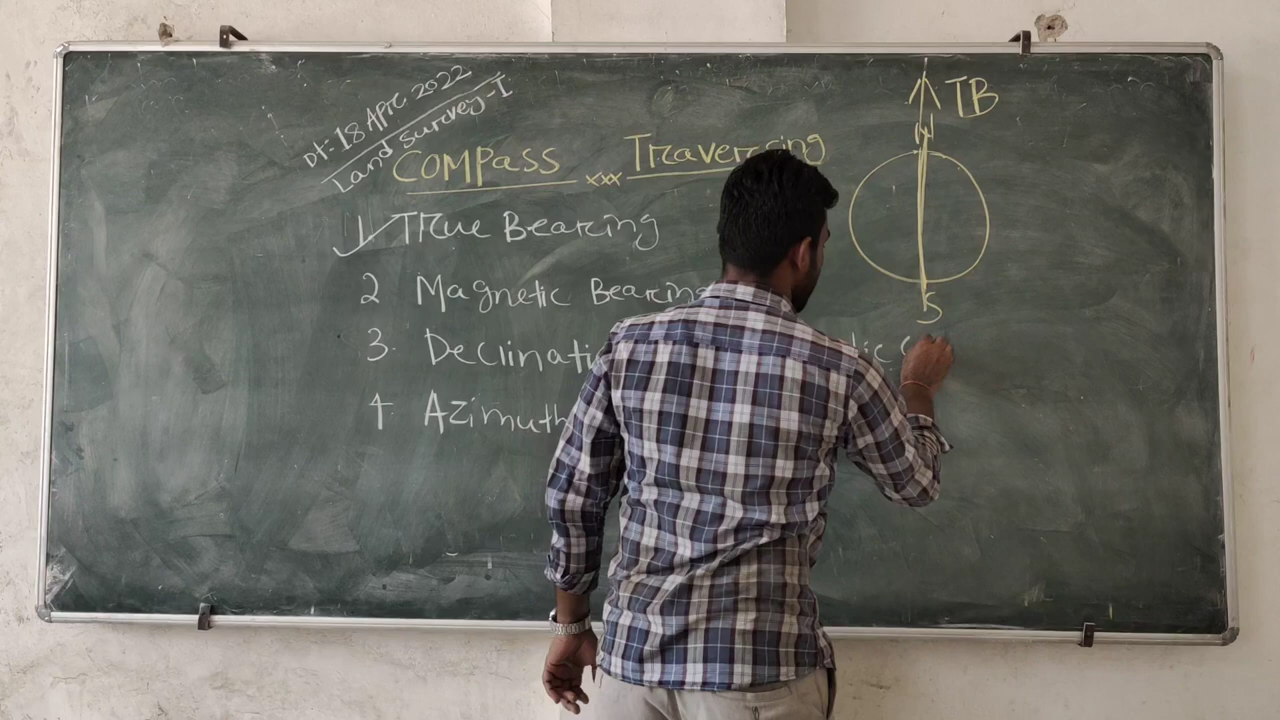 Dt-18 Apr 2022
Land survey-I
Compass xxx Traversing
1. True Bearing
2 Magnetic Bearing
3. Declinati
4. Azimuth
TB
N
S